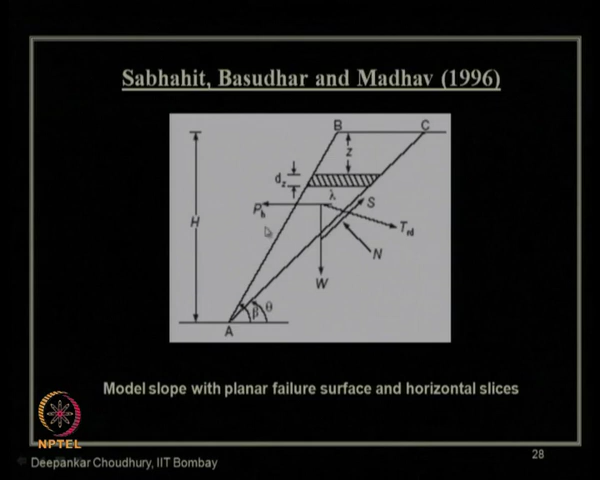 Sabhahit, Basudhar and Madhav (1996)
B
C
z
dz
λ
S
Ph
H
Trd
N
W
β
θ
A
Model slope with planar failure surface and horizontal slices
NPTEL
Deepankar Choudhury, IIT Bombay
28